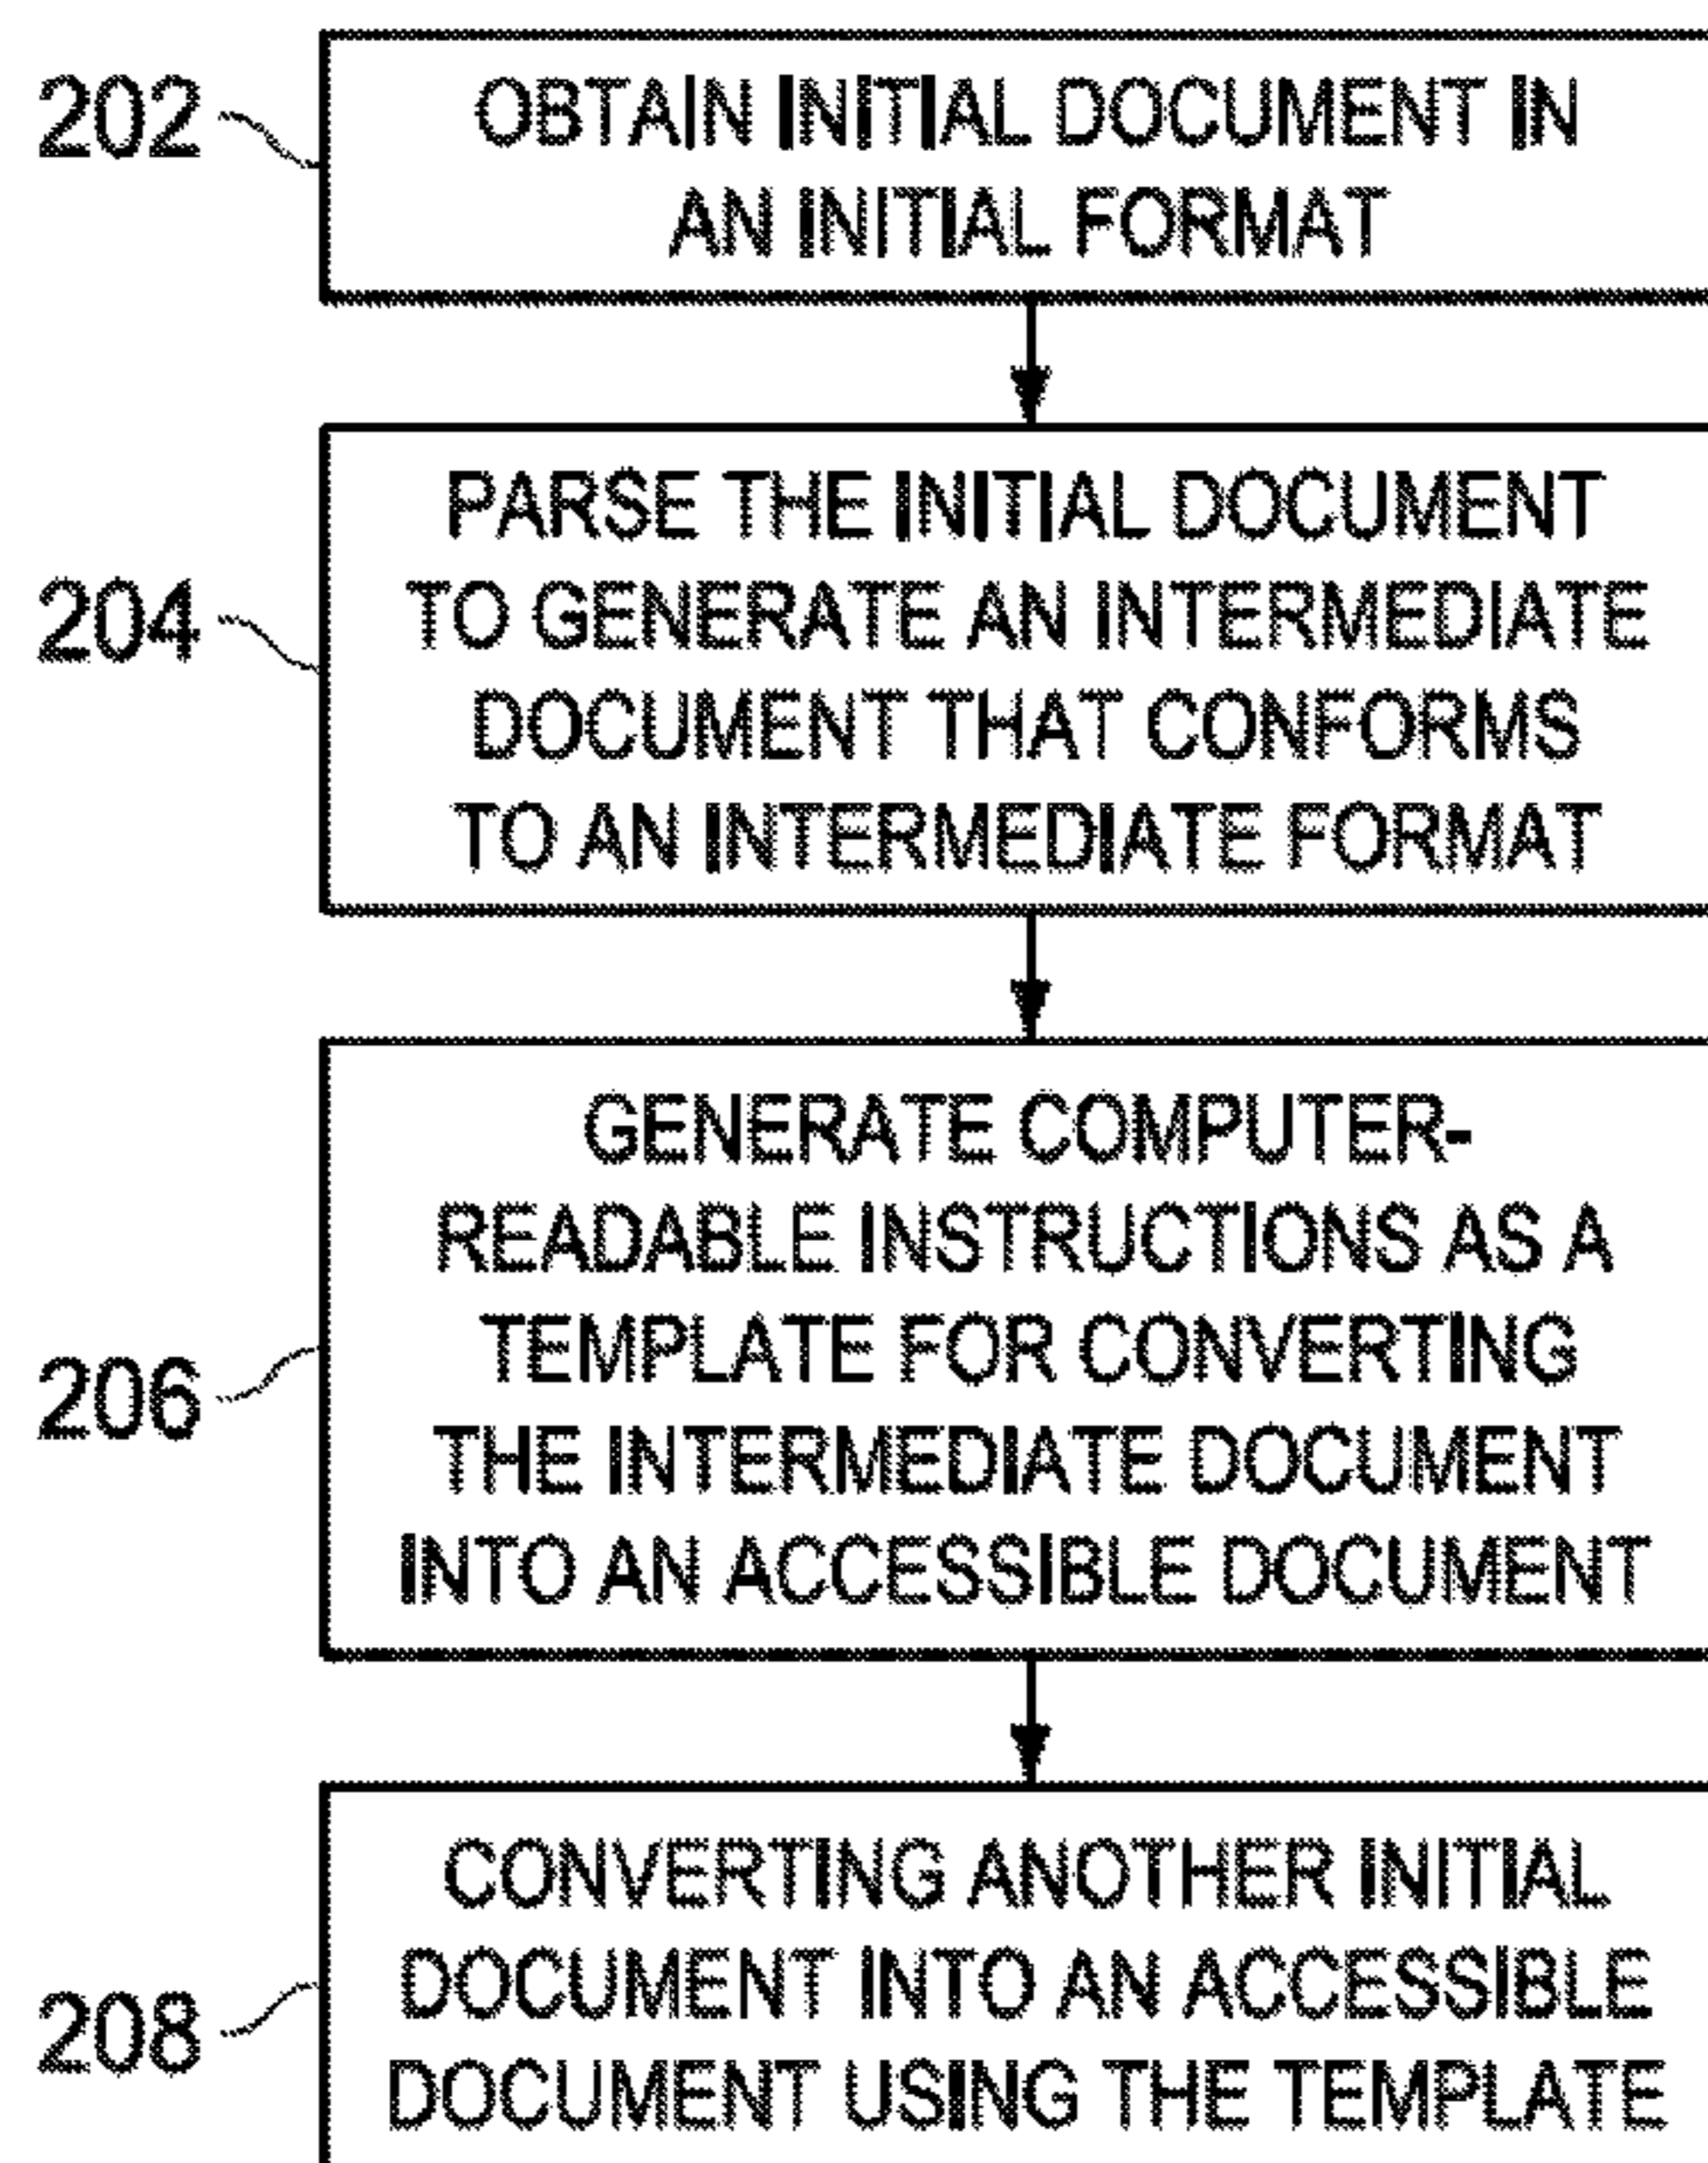 202
OBTAIN INITIAL DOCUMENT IN
AN INITIAL FORMAT
204
PARSE THE INITIAL DOCUMENT
TO GENERATE AN INTERMEDIATE
DOCUMENT THAT CONFORMS
TO AN INTERMEDIATE FORMAT
206
GENERATE COMPUTER-
READABLE INSTRUCTIONS AS A
TEMPLATE FOR CONVERTING
THE INTERMEDIATE DOCUMENT
INTO AN ACCESSIBLE DOCUMENT
208
CONVERTING ANOTHER INITIAL
DOCUMENT INTO AN ACCESSIBLE
DOCUMENT USING THE TEMPLATE